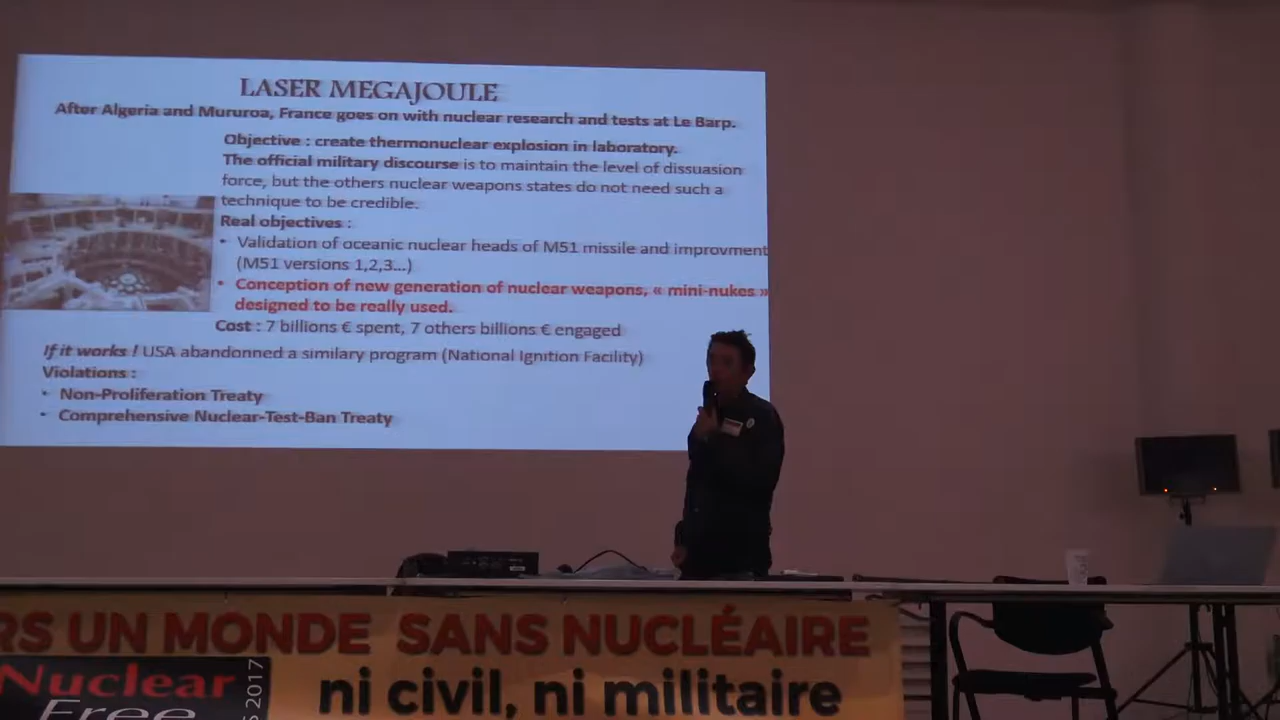 LASER MEGAJOULE
After Algeria and Mururoa, France goes on with nuclear research and tests at Le Barp.
Objective : create thermonuclear explosion in laboratory.
The official military discourse is to maintain the level of dissuasion
force, but the others nuclear weapons states do not need such a
technique to be credible.
Real objectives :
• Validation of oceanic nuclear heads of M51 missile and improvment
(M51 versions 1,2,3...)
• Conception of new generation of nuclear weapons, « mini-nukes »
designed to be really used.
Cost : 7 billions € spent, 7 others billions € engaged
If it works ! USA abandonned a similary program (National Ignition Facility)
Violations :
• Non-Proliferation Treaty
• Comprehensive Nuclear-Test-Ban Treaty
RS UN MONDE SANS NUCLÉAIRE
ni civil, ni militaire
Nuclear
Free
S 2017